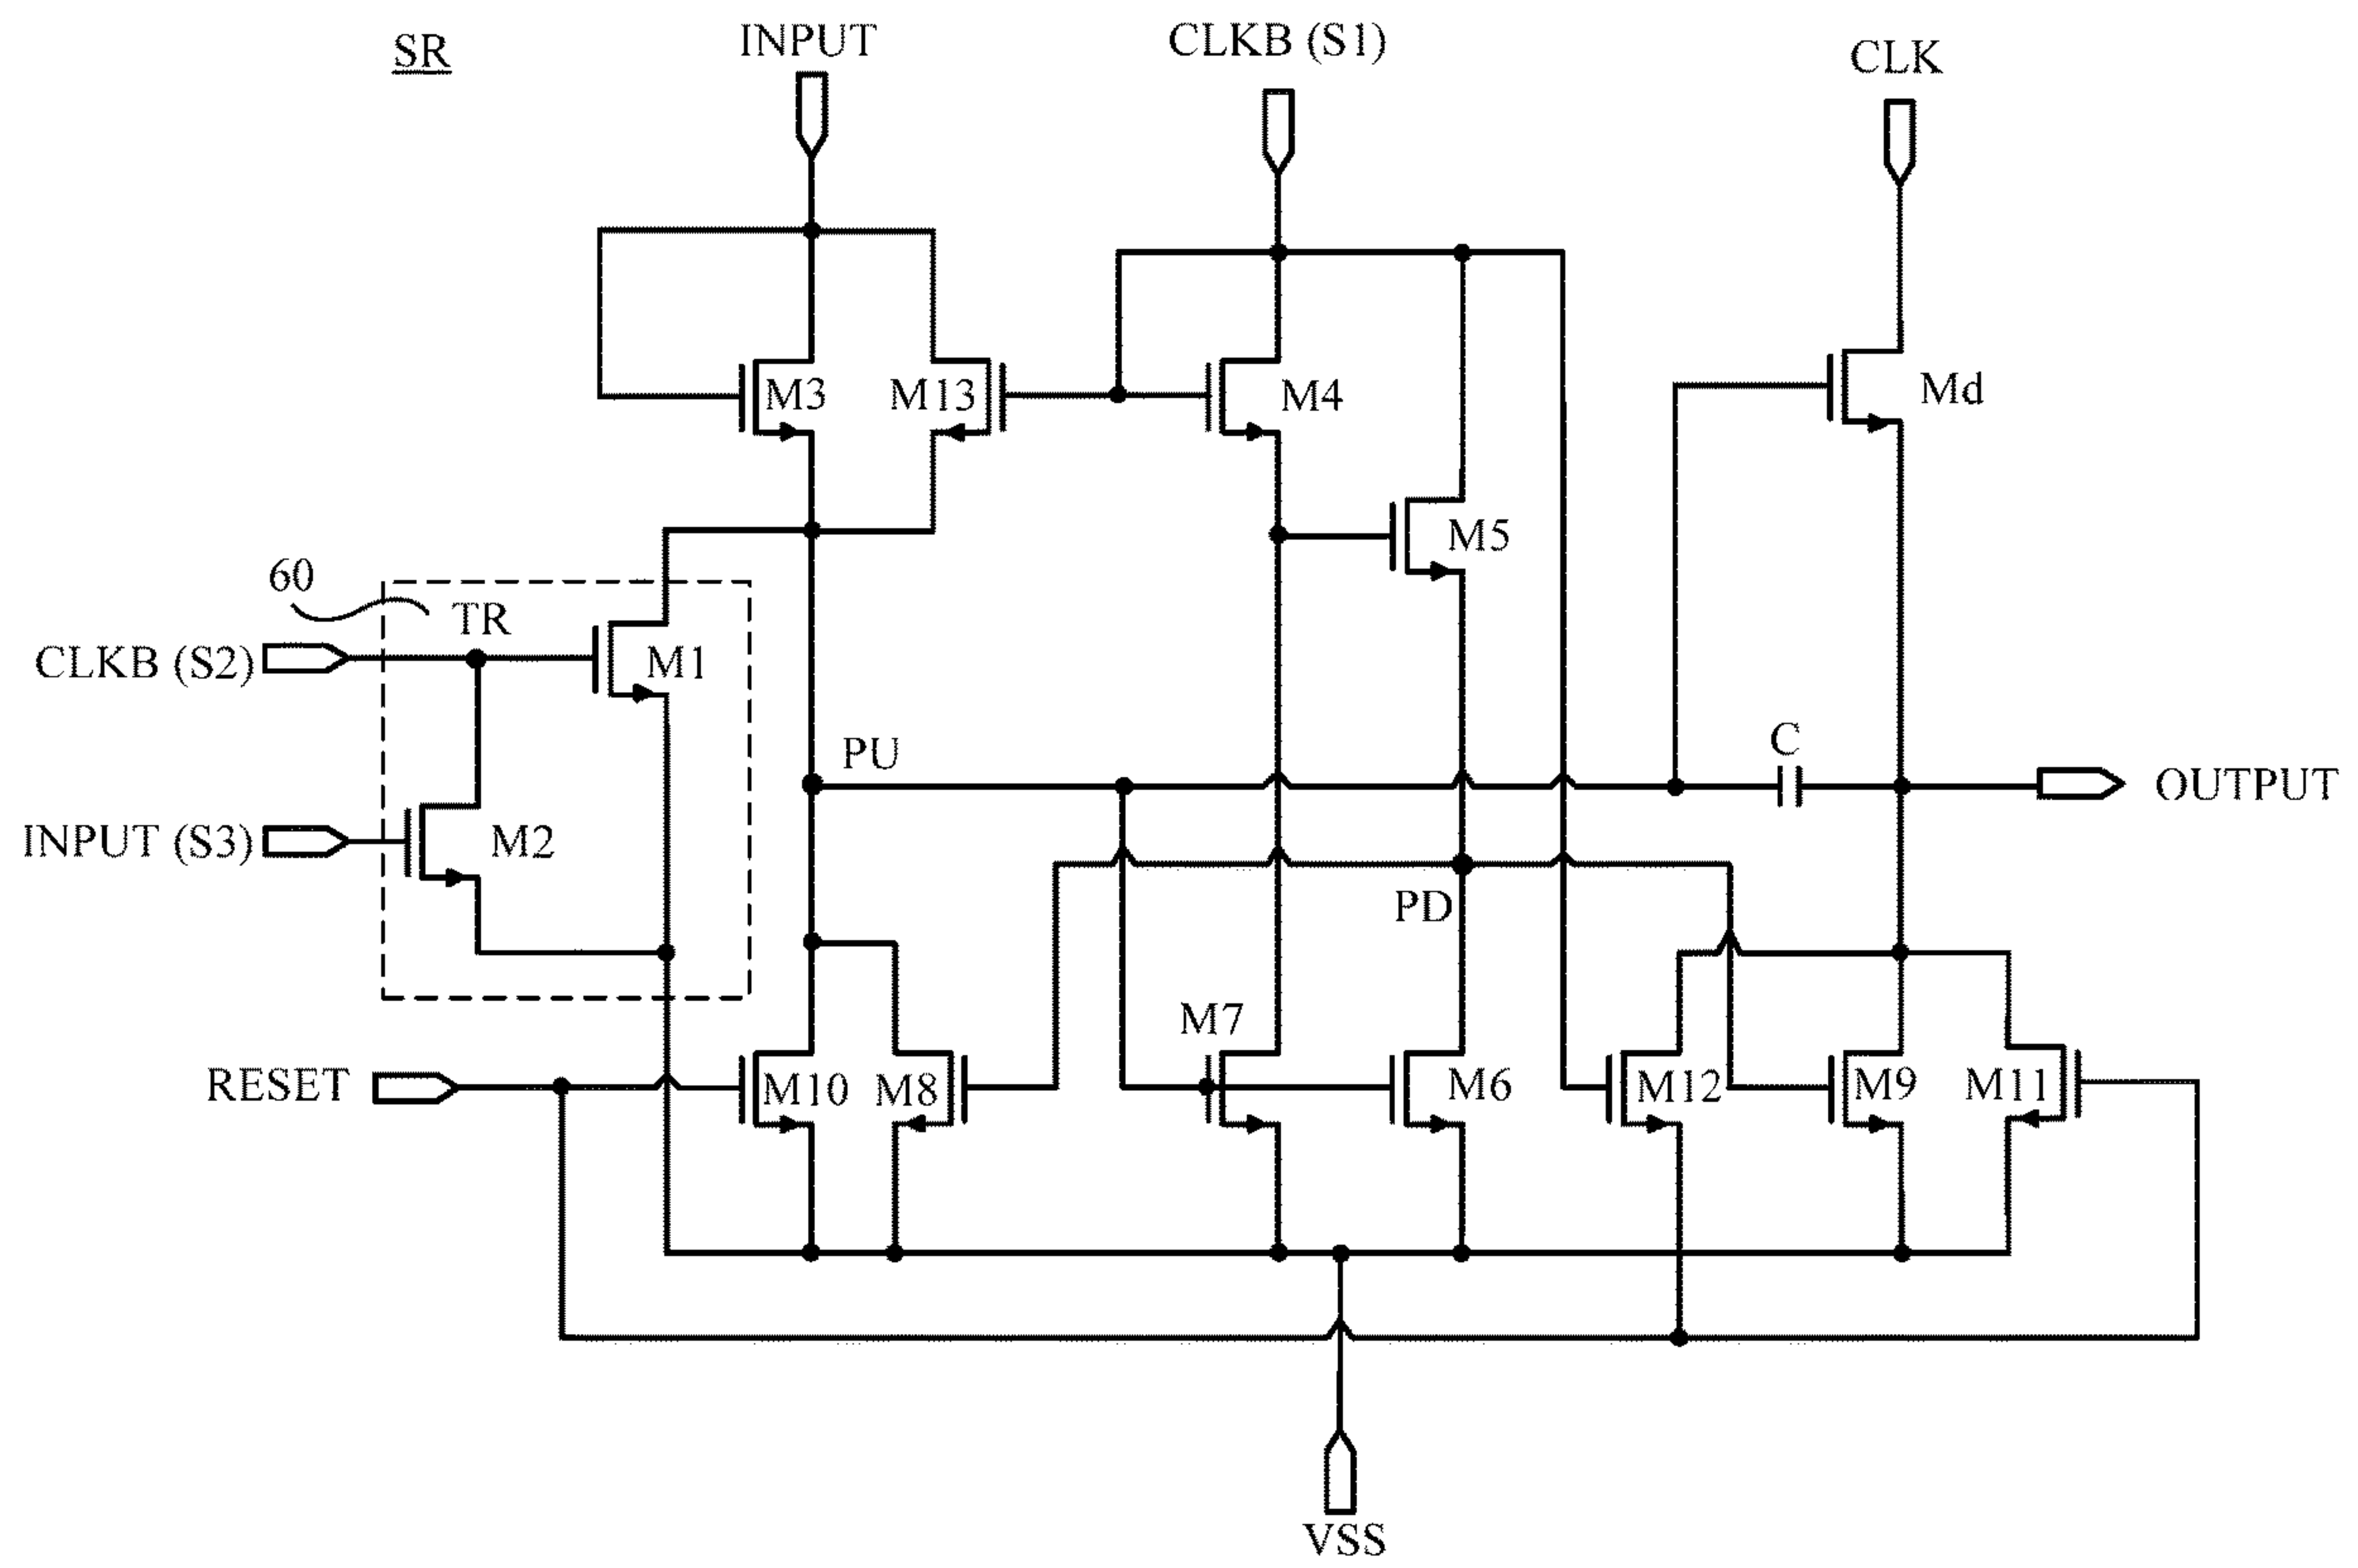 SR
INPUT
CLKB (S1)
CLK
M3
M13
M4
Md
M5
60
TR
CLKB (S2)
M1
PU
C
OUTPUT
INPUT (S3)
M2
PD
M7
RESET
M10
M8
M6
M12
M9
M11
VSS